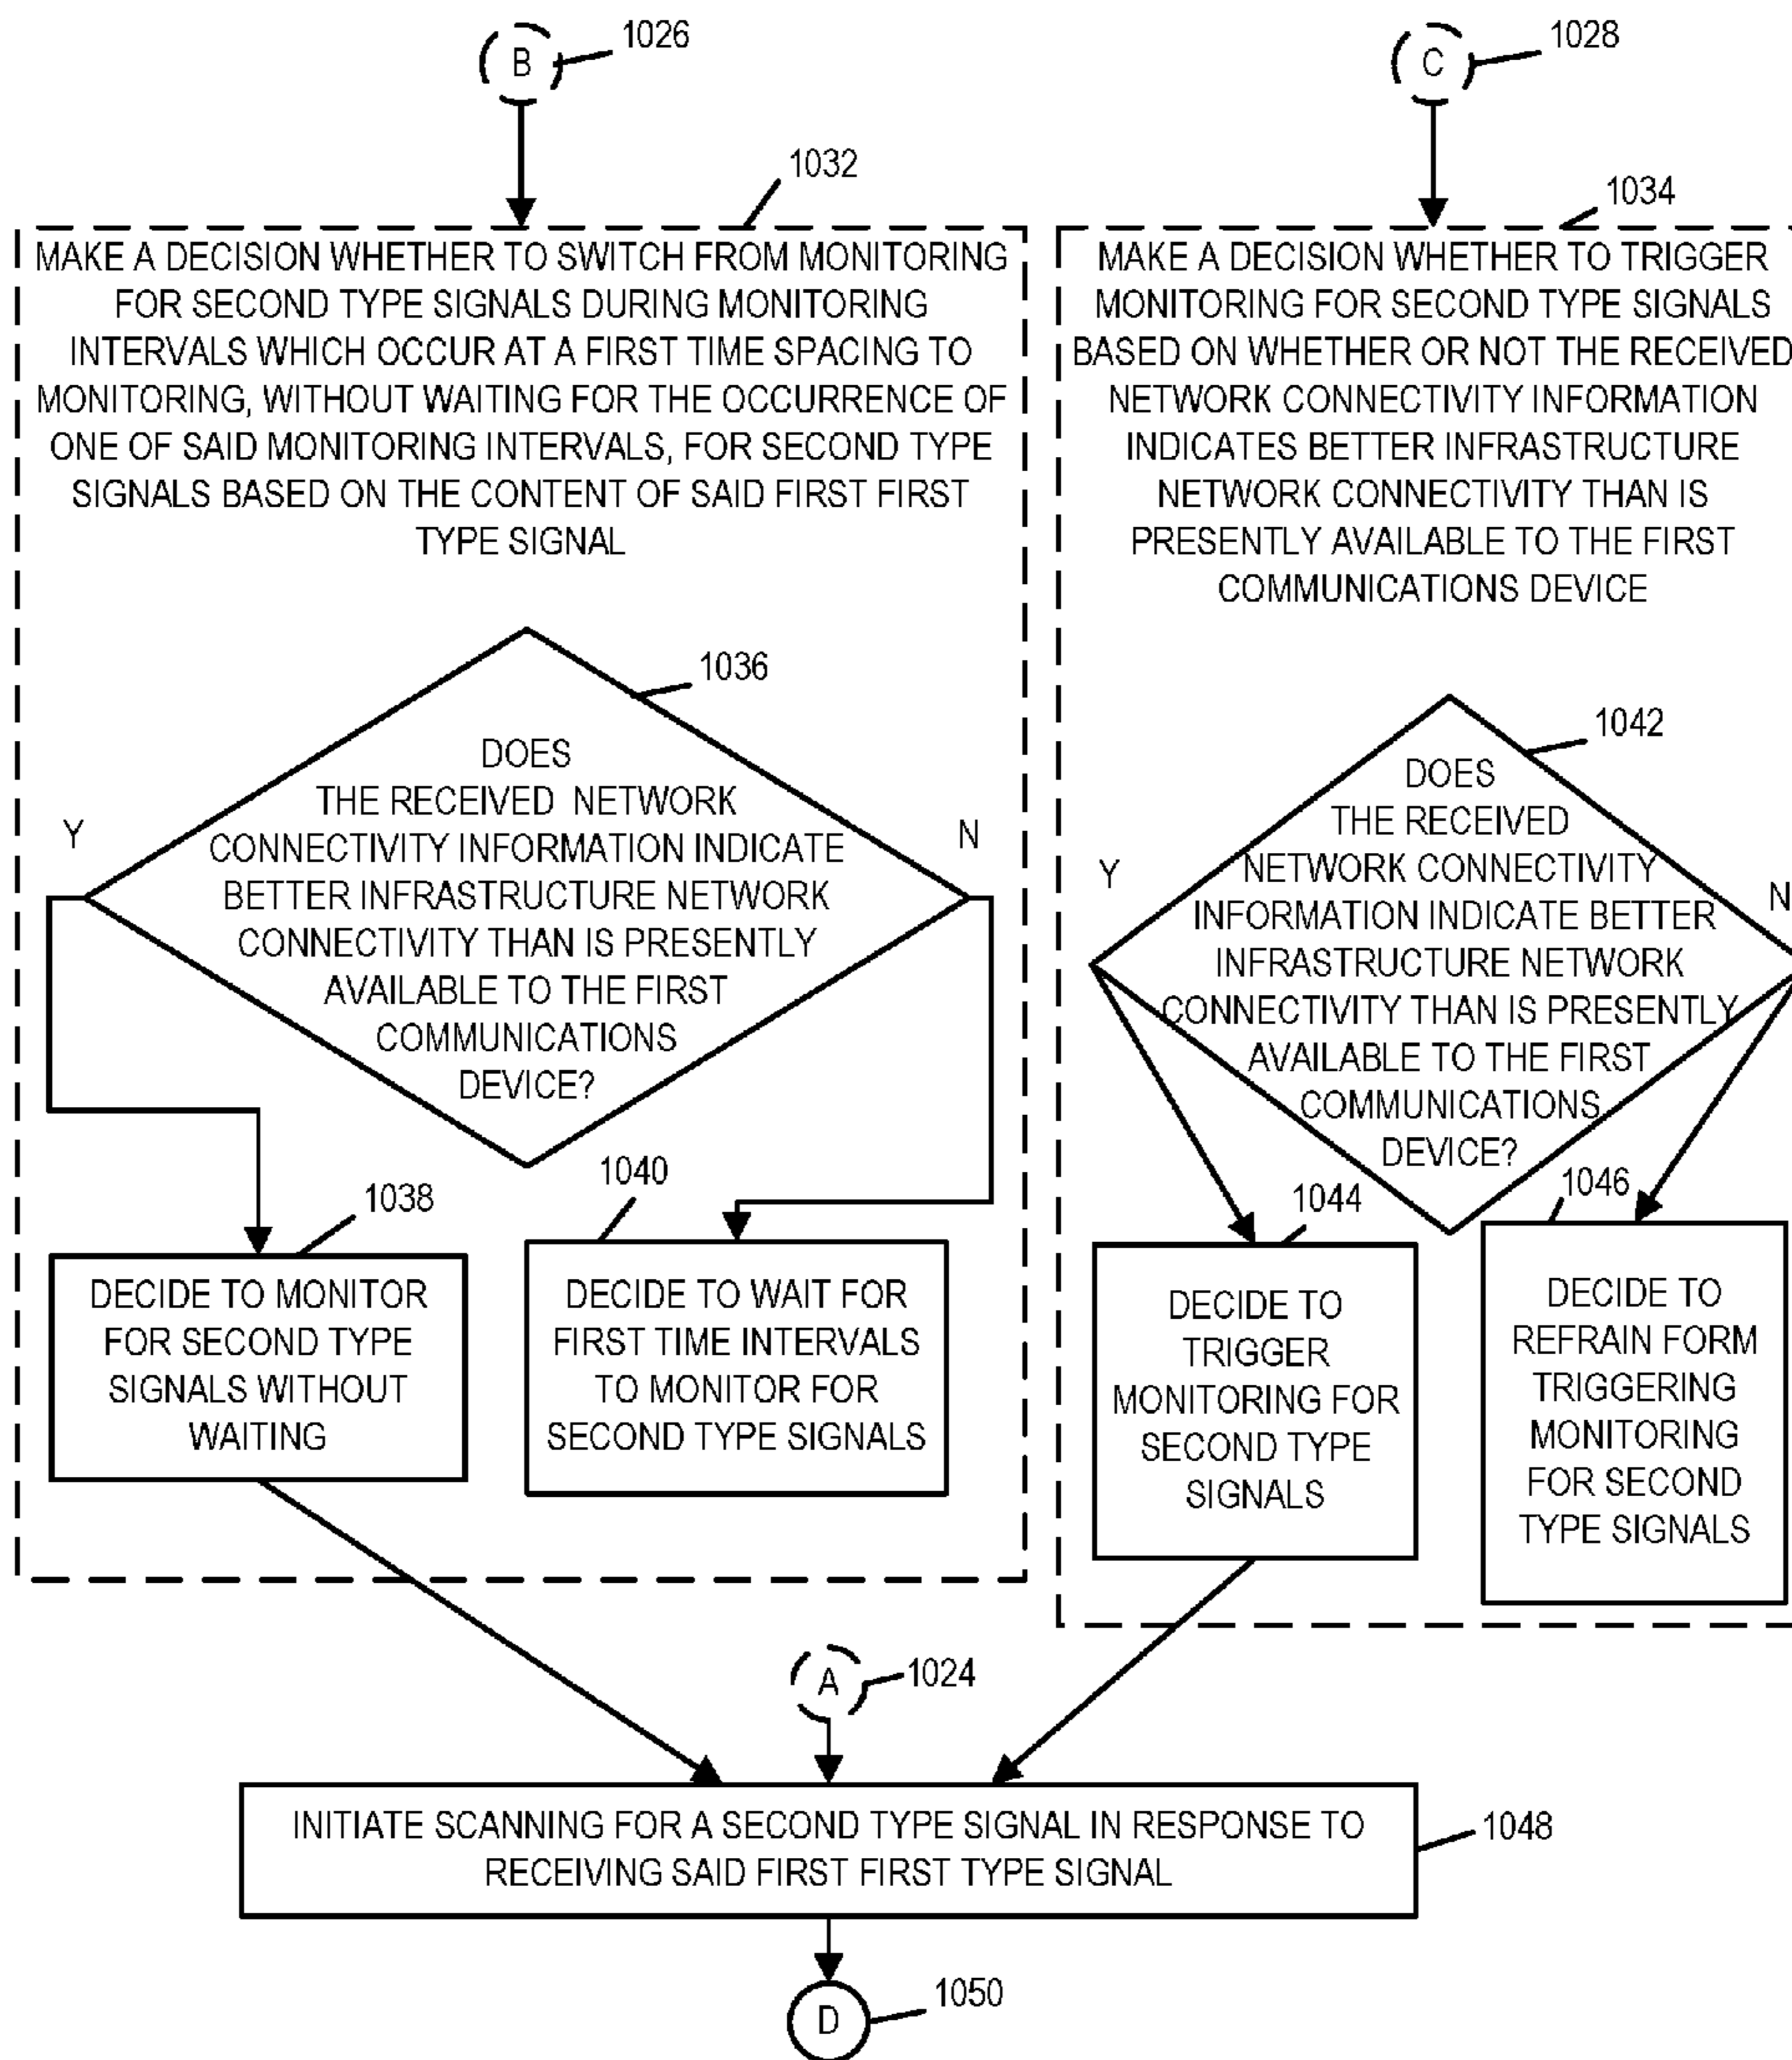 B
1026
C
1028
1032
MAKE A DECISION WHETHER TO SWITCH FROM MONITORING
FOR SECOND TYPE SIGNALS DURING MONITORING
INTERVALS WHICH OCCUR AT A FIRST TIME SPACING TO
MONITORING, WITHOUT WAITING FOR THE OCCURRENCE OF
ONE OF SAID MONITORING INTERVALS, FOR SECOND TYPE
SIGNALS BASED ON THE CONTENT OF SAID FIRST FIRST
TYPE SIGNAL
1034
MAKE A DECISION WHETHER TO TRIGGER
MONITORING FOR SECOND TYPE SIGNALS
BASED ON WHETHER OR NOT THE RECEIVED
NETWORK CONNECTIVITY INFORMATION
INDICATES BETTER INFRASTRUCTURE
NETWORK CONNECTIVITY THAN IS
PRESENTLY AVAILABLE TO THE FIRST
COMMUNICATIONS DEVICE
1036
DOES
THE RECEIVED NETWORK
CONNECTIVITY INFORMATION INDICATE
BETTER INFRASTRUCTURE NETWORK
CONNECTIVITY THAN IS PRESENTLY
AVAILABLE TO THE FIRST
COMMUNICATIONS
DEVICE?
Y
N
1042
DOES
THE RECEIVED
NETWORK CONNECTIVITY
INFORMATION INDICATE BETTER
INFRASTRUCTURE NETWORK
CONNECTIVITY THAN IS PRESENTLY
AVAILABLE TO THE FIRST
COMMUNICATIONS
DEVICE?
Y
N
1038
DECIDE TO MONITOR
FOR SECOND TYPE
SIGNALS WITHOUT
WAITING
1040
DECIDE TO WAIT FOR
FIRST TIME INTERVALS
TO MONITOR FOR
SECOND TYPE SIGNALS
1044
DECIDE TO
TRIGGER
MONITORING FOR
SECOND TYPE
SIGNALS
1046
DECIDE TO
REFRAIN FORM
TRIGGERING
MONITORING
FOR SECOND
TYPE SIGNALS
A
1024
INITIATE SCANNING FOR A SECOND TYPE SIGNAL IN RESPONSE TO
RECEIVING SAID FIRST FIRST TYPE SIGNAL
1048
D
1050